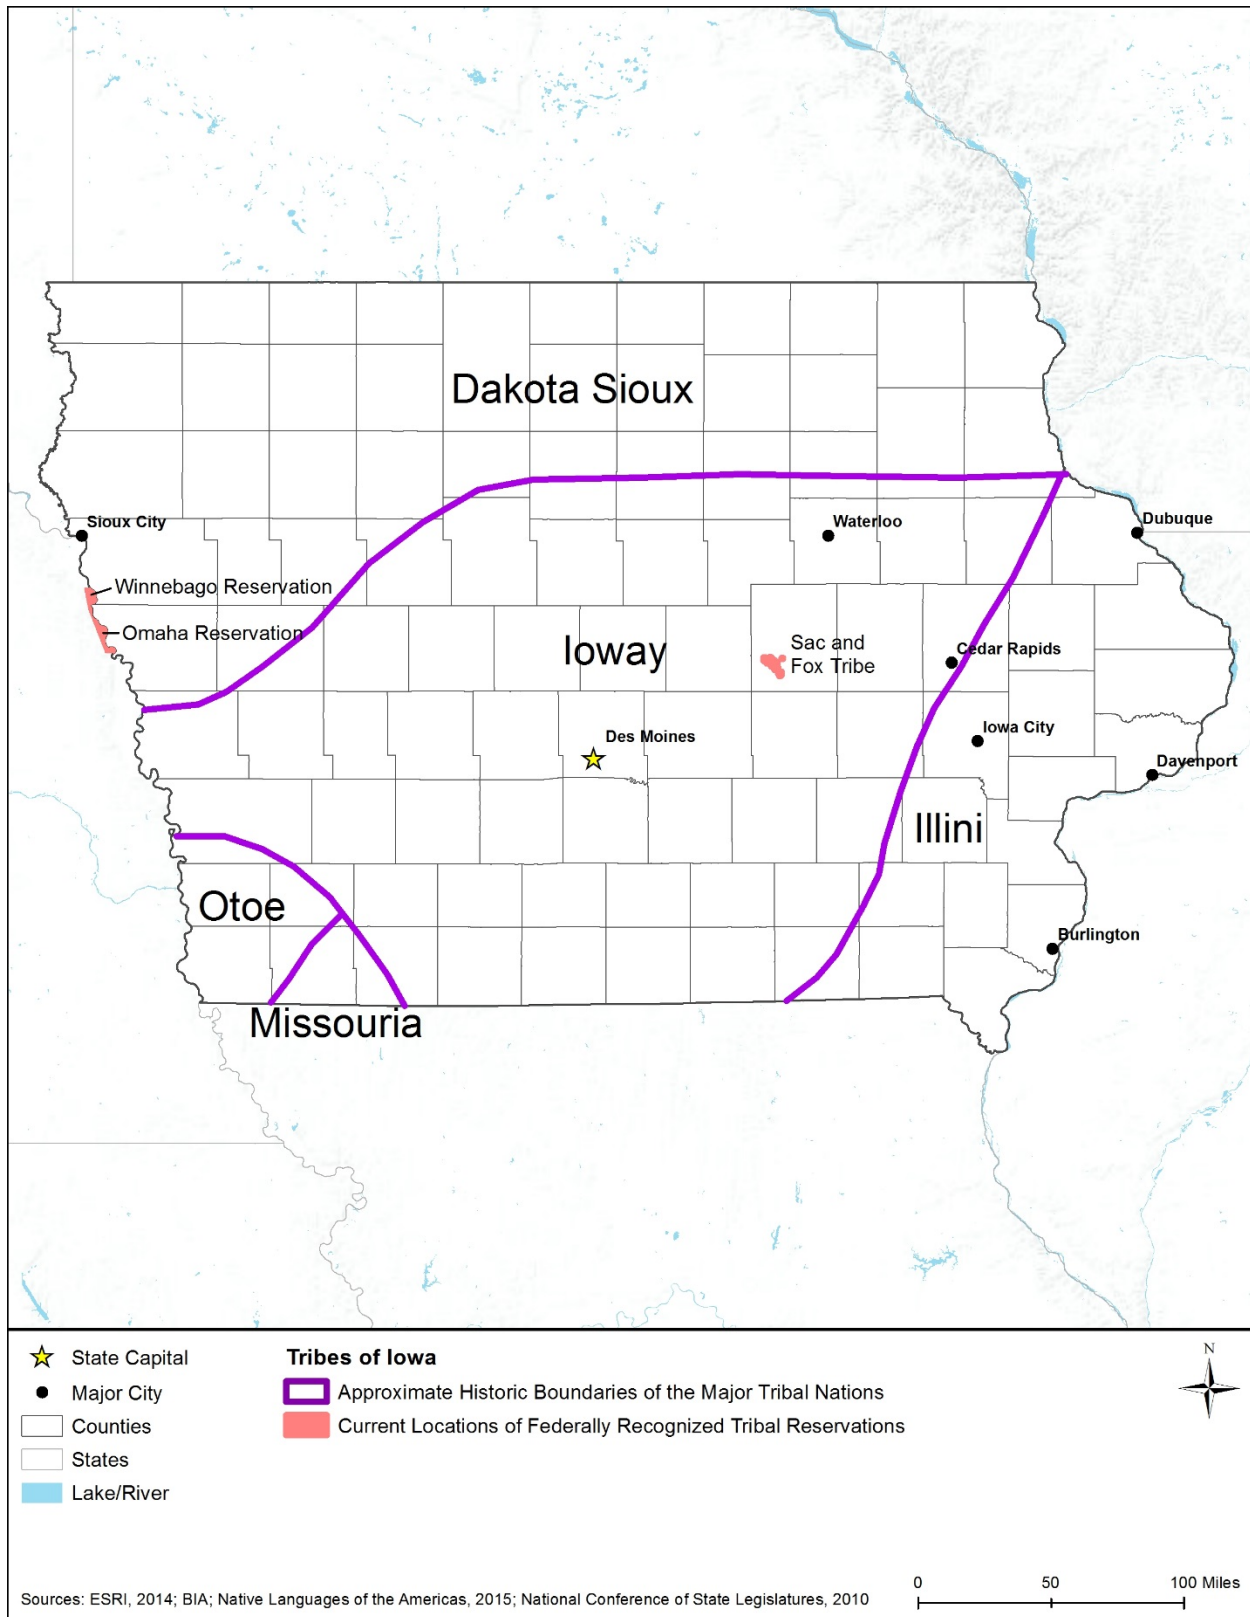 Dakota Sioux
Sioux City
Waterloo
Dubuque
Winnebago Reservation
Omaha Reservation
Ioway
Sac and
Fox Tribe
Cedar Rapids
Iowa City
Des Moines
Davenport
Illini
Otoe
Burlington
Missouria
State Capital
Major City
Counties
States
Lake/River
Tribes of Iowa
Approximate Historic Boundaries of the Major Tribal Nations
Current Locations of Federally Recognized Tribal Reservations
N
Sources: ESRI, 2014; BIA; Native Languages of the Americas, 2015; National Conference of State Legislatures, 2010
0 50 100 Miles